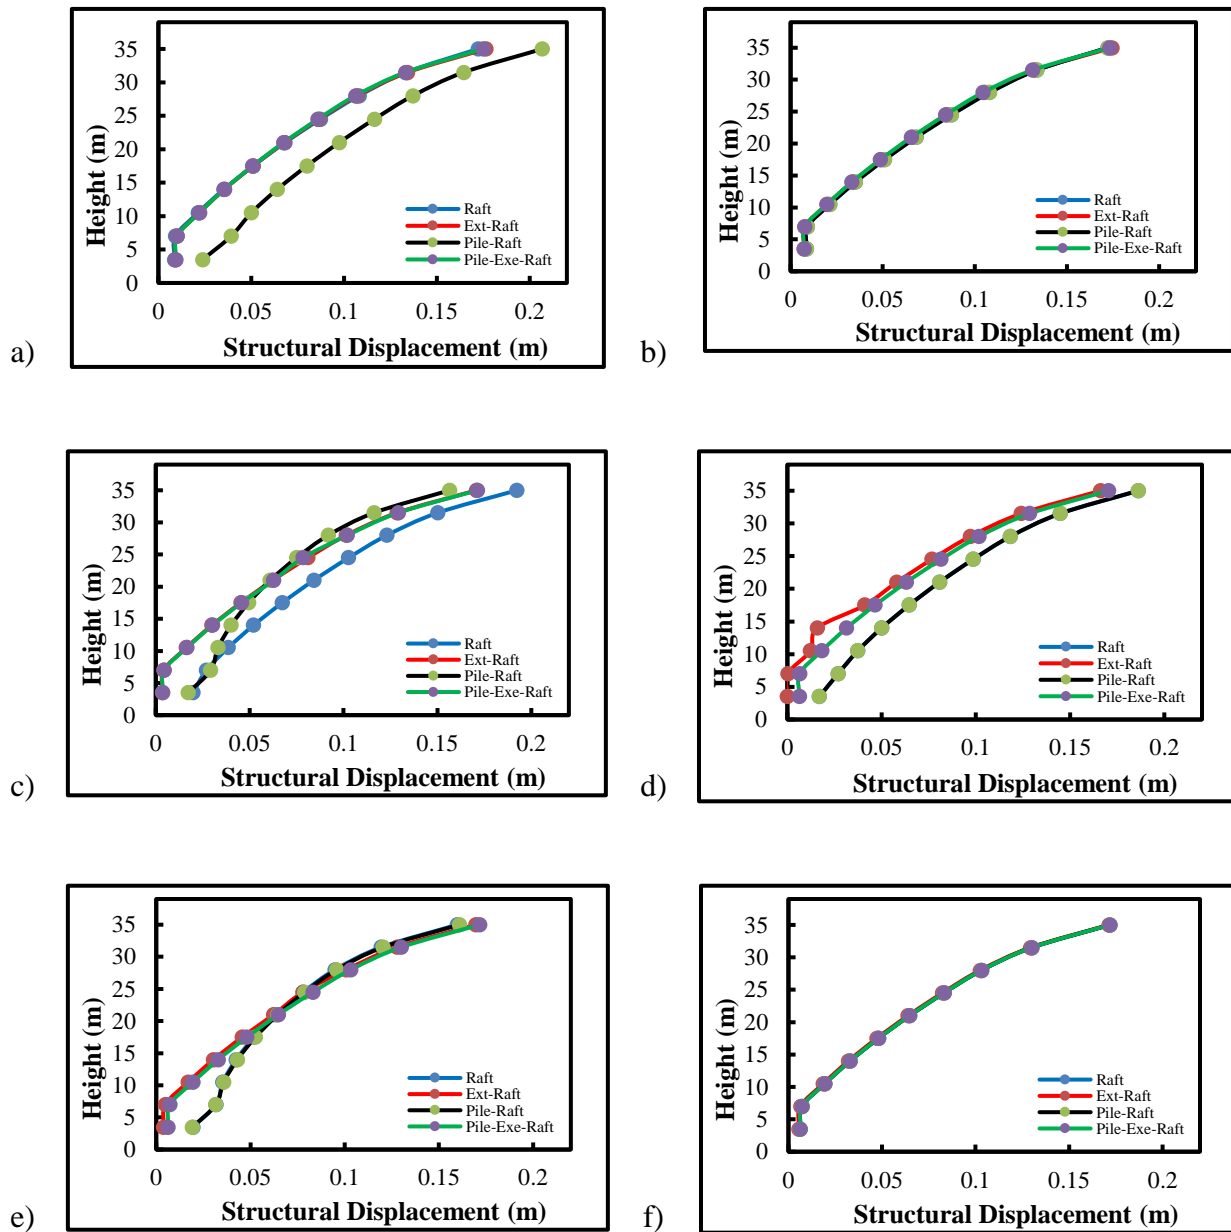 35
30
25
20
15
10
5
0
Height (m)
Raft
Ext-Raft
Pile-Raft
Pile-Exe-Raft
0 0.05 0.1 0.15 0.2
Structural Displacement (m)
a)
35
30
25
20
15
10
5
0
Height (m)
Raft
Ext-Raft
Pile-Raft
Pile-Exe-Raft
0 0.05 0.1 0.15 0.2
Structural Displacement (m)
b)
35
30
25
20
15
10
5
0
Height (m)
Raft
Ext-Raft
Pile-Raft
Pile-Exe-Raft
0 0.05 0.1 0.15 0.2
Structural Displacement (m)
c)
35
30
25
20
15
10
5
0
Height (m)
Raft
Ext-Raft
Pile-Raft
Pile-Exe-Raft
0 0.05 0.1 0.15 0.2
Structural Displacement (m)
d)
35
30
25
20
15
10
5
0
Height (m)
Raft
Ext-Raft
Pile-Raft
Pile-Exe-Raft
0 0.05 0.1 0.15 0.2
Structural Displacement (m)
e)
35
30
25
20
15
10
5
0
Height (m)
Raft
Ext-Raft
Pile-Raft
Pile-Exe-Raft
0 0.05 0.1 0.15 0.2
Structural Displacement (m)
f)